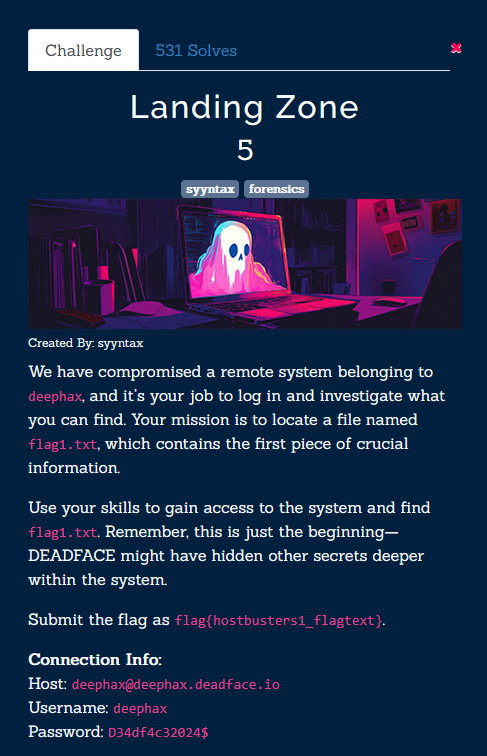 Challenge 531 Solves
Landing Zone
5
syyntax forensics
Created By: syyntax
We have compromised a remote system belonging to
deephax, and it's your job to log in and investigate what
you can find. Your mission is to locate a file named
flag1.txt, which contains the first piece of crucial
information.
Use your skills to gain access to the system and find
flag1.txt. Remember, this is just the beginning—
DEADFACE might have hidden other secrets deeper
within the system.
Submit the flag as flag{hostbusters1_flagtext}.
Connection Info:
Host: deephax@deephax.deadface.io
Username: deephax
Password: D34df4c32024$